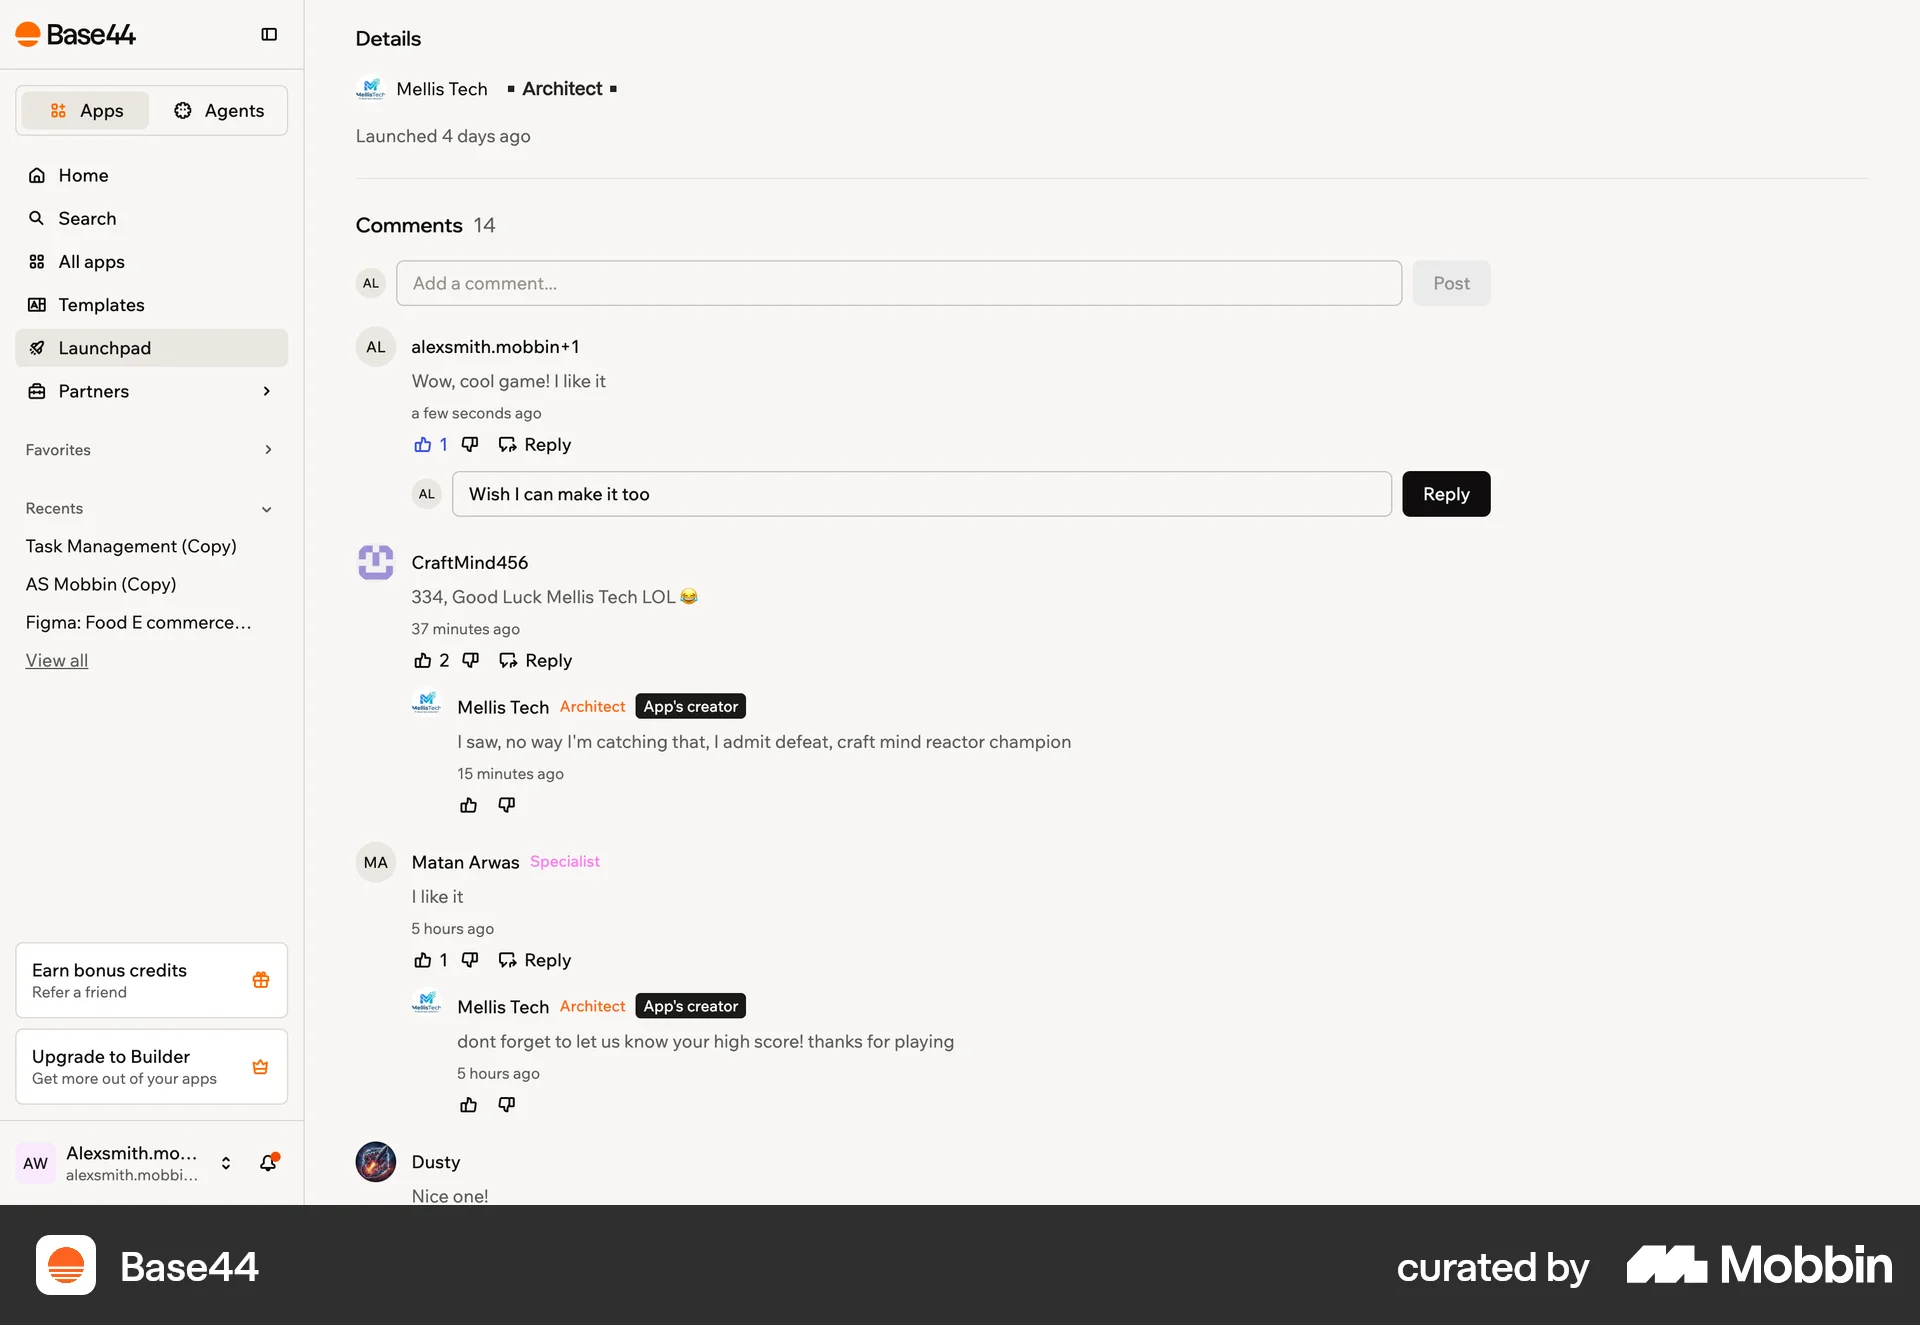 Base44
Apps
Agents
Home
Search
All apps
Templates
Launchpad
Partners
Favorites
Recents
Task Management (Copy)
AS Mobbin (Copy)
Figma: Food E commerce...
View all
Earn bonus credits
Refer a friend
Upgrade to Builder
Get more out of your apps
AW
Alexsmith.mo...
alexsmith.mobbi...
Details
MellisTech
Mellis Tech ▪ Architect ▪
Launched 4 days ago
Comments 14
AL
Add a comment...
Post
AL
alexsmith.mobbin+1
Wow, cool game! I like it
a few seconds ago
1
Reply
AL
Wish I can make it too
Reply
CraftMind456
334, Good Luck Mellis Tech LOL 😂
37 minutes ago
2
Reply
MellisTech
Mellis Tech Architect App's creator
I saw, no way I'm catching that, I admit defeat, craft mind reactor champion
15 minutes ago
MA
Matan Arwas Specialist
I like it
5 hours ago
1
Reply
MellisTech
Mellis Tech Architect App's creator
dont forget to let us know your high score! thanks for playing
5 hours ago
Dusty
Nice one!
Base44
curated by Mobbin